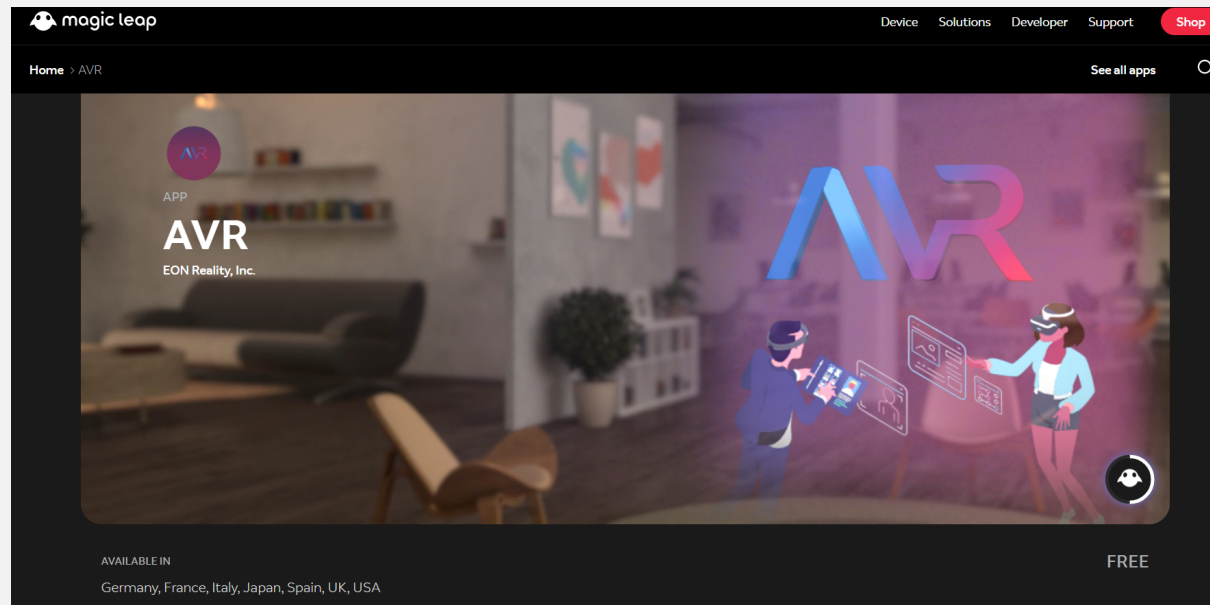 magic leap
Device Solutions Developer Support Shop
Home > AVR
See all apps
AVR
APP
AVR
EON Reality, Inc.
AVR
AVAILABLE IN
FREE
Germany, France, Italy, Japan, Spain, UK, USA